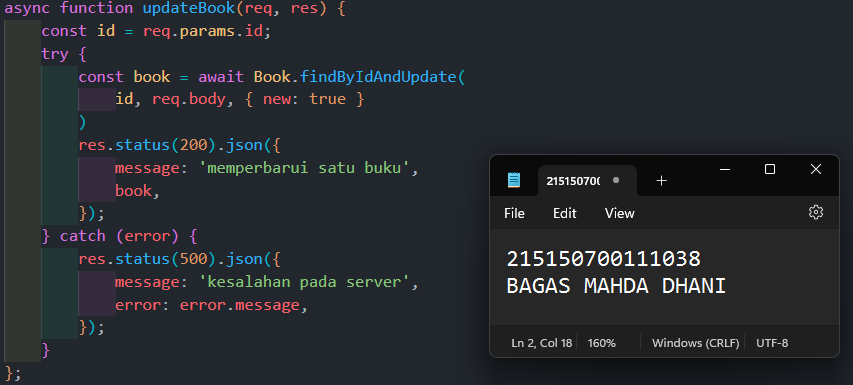 async function updateBook(req, res) {
    const id = req.params.id;
    try {
        const book = await Book.findByIdAndUpdate(
            id, req.body, { new: true }
        )
        res.status(200).json({
            message: 'memperbarui satu buku',
            book,
        });
    } catch (error) {
        res.status(500).json({
            message: 'kesalahan pada server',
            error: error.message,
        });
    }
};
21515070(
File Edit View
215150700111038
BAGAS MAHDA DHANI
Ln 2, Col 18 160% Windows (CRLF) UTF-8